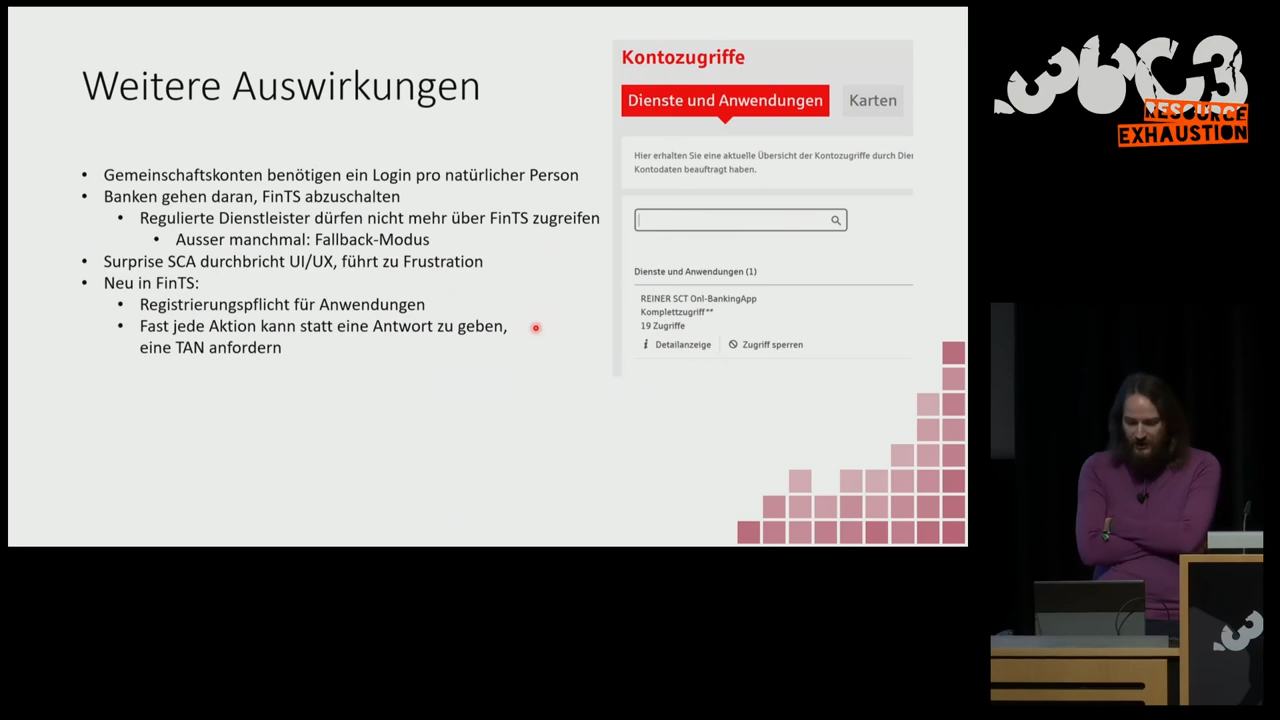 Weitere Auswirkungen
• Gemeinschaftskonten benötigen ein Login pro natürlicher Person
• Banken gehen daran, FinTS abzuschalten
• Regulierte Dienstleister dürfen nicht mehr über FinTS zugreifen
• Ausser manchmal: Fallback-Modus
• Surprise SCA durchbricht UI/UX, führt zu Frustration
• Neu in FinTS:
• Registrierungspflicht für Anwendungen
• Fast jede Aktion kann statt eine Antwort zu geben,
eine TAN anfordern
Kontozugriffe
Dienste und Anwendungen Karten
Hier erhalten Sie eine aktuelle Übersicht der Kontozugriffe durch Dier
Kontodaten beauftragt haben.
Dienste und Anwendungen (1)
REINER SCT Onl-BankingApp
Komplettzugriff**
19 Zugriffe
i Detailanzeige Zugriff sperren
36C3
RESOURCE
EXHAUSTION